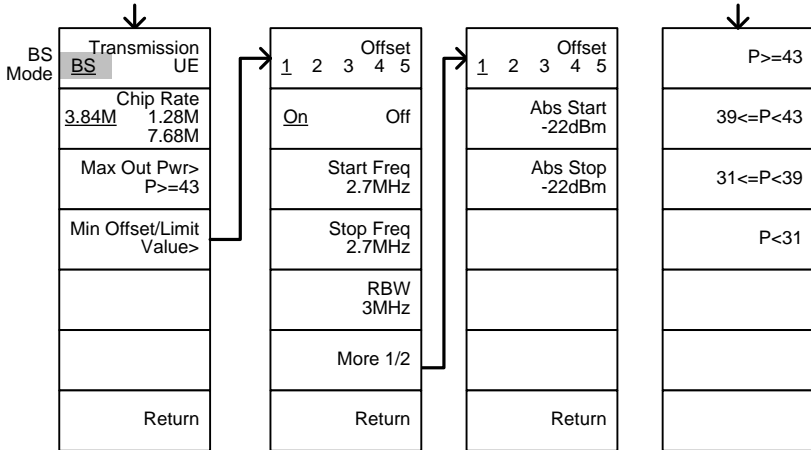 BS
Mode
Transmission
BS UE
Chip Rate
3.84M 1.28M
7.68M
Max Out Pwr>
P>=43
Min Offset/Limit
Value>
Return
Offset
1 2 3 4 5
On Off
Start Freq
2.7MHz
Stop Freq
2.7MHz
RBW
3MHz
More 1/2
Return
Offset
1 2 3 4 5
Abs Start
-22dBm
Abs Stop
-22dBm
Return
P>=43
39<=P<43
31<=P<39
P<31